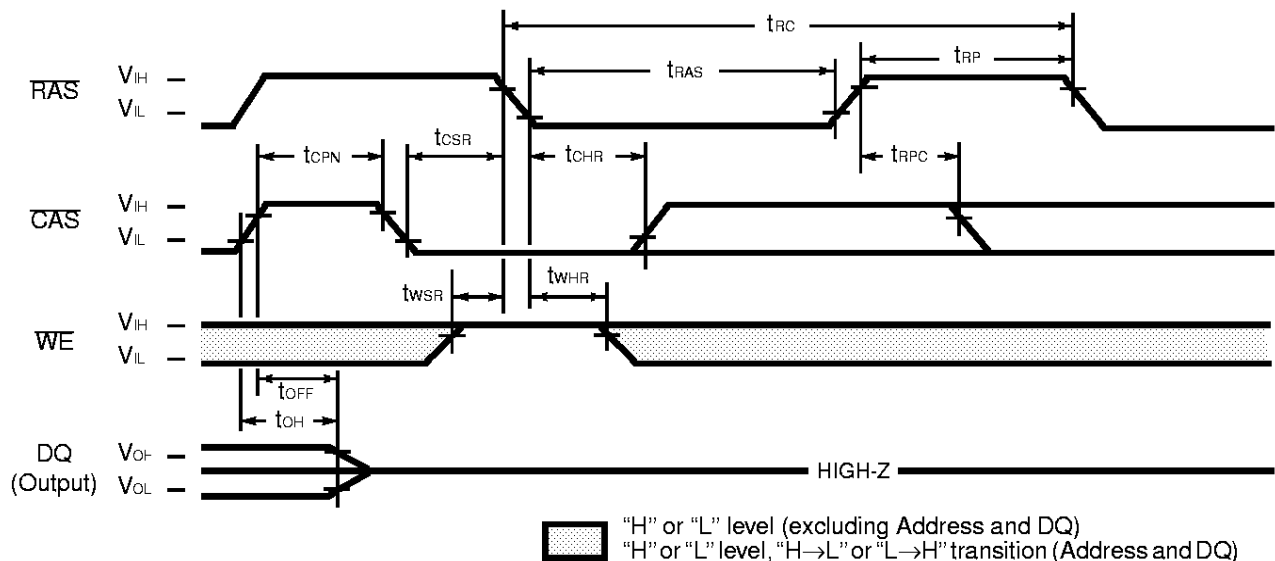 tRC
RAS
VIH
VIL
tRAS
tRP
tCPN
tCSR
tCHR
tRPC
CAS
VIH
VIL
tWSR
tWHR
WE
VIH
VIL
tOFF
tOH
DQ
(Output)
VOH
VOL
HIGH-Z
“H” or “L” level (excluding Address and DQ)
“H” or “L” level, “H→L” or “L→H” transition (Address and DQ)